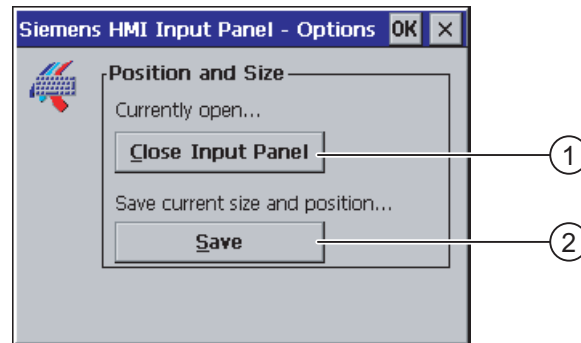 Siemens HMI Input Panel - Options OK ×
Position and Size
Currently open...
Close Input Panel
1
Save current size and position...
Save
2